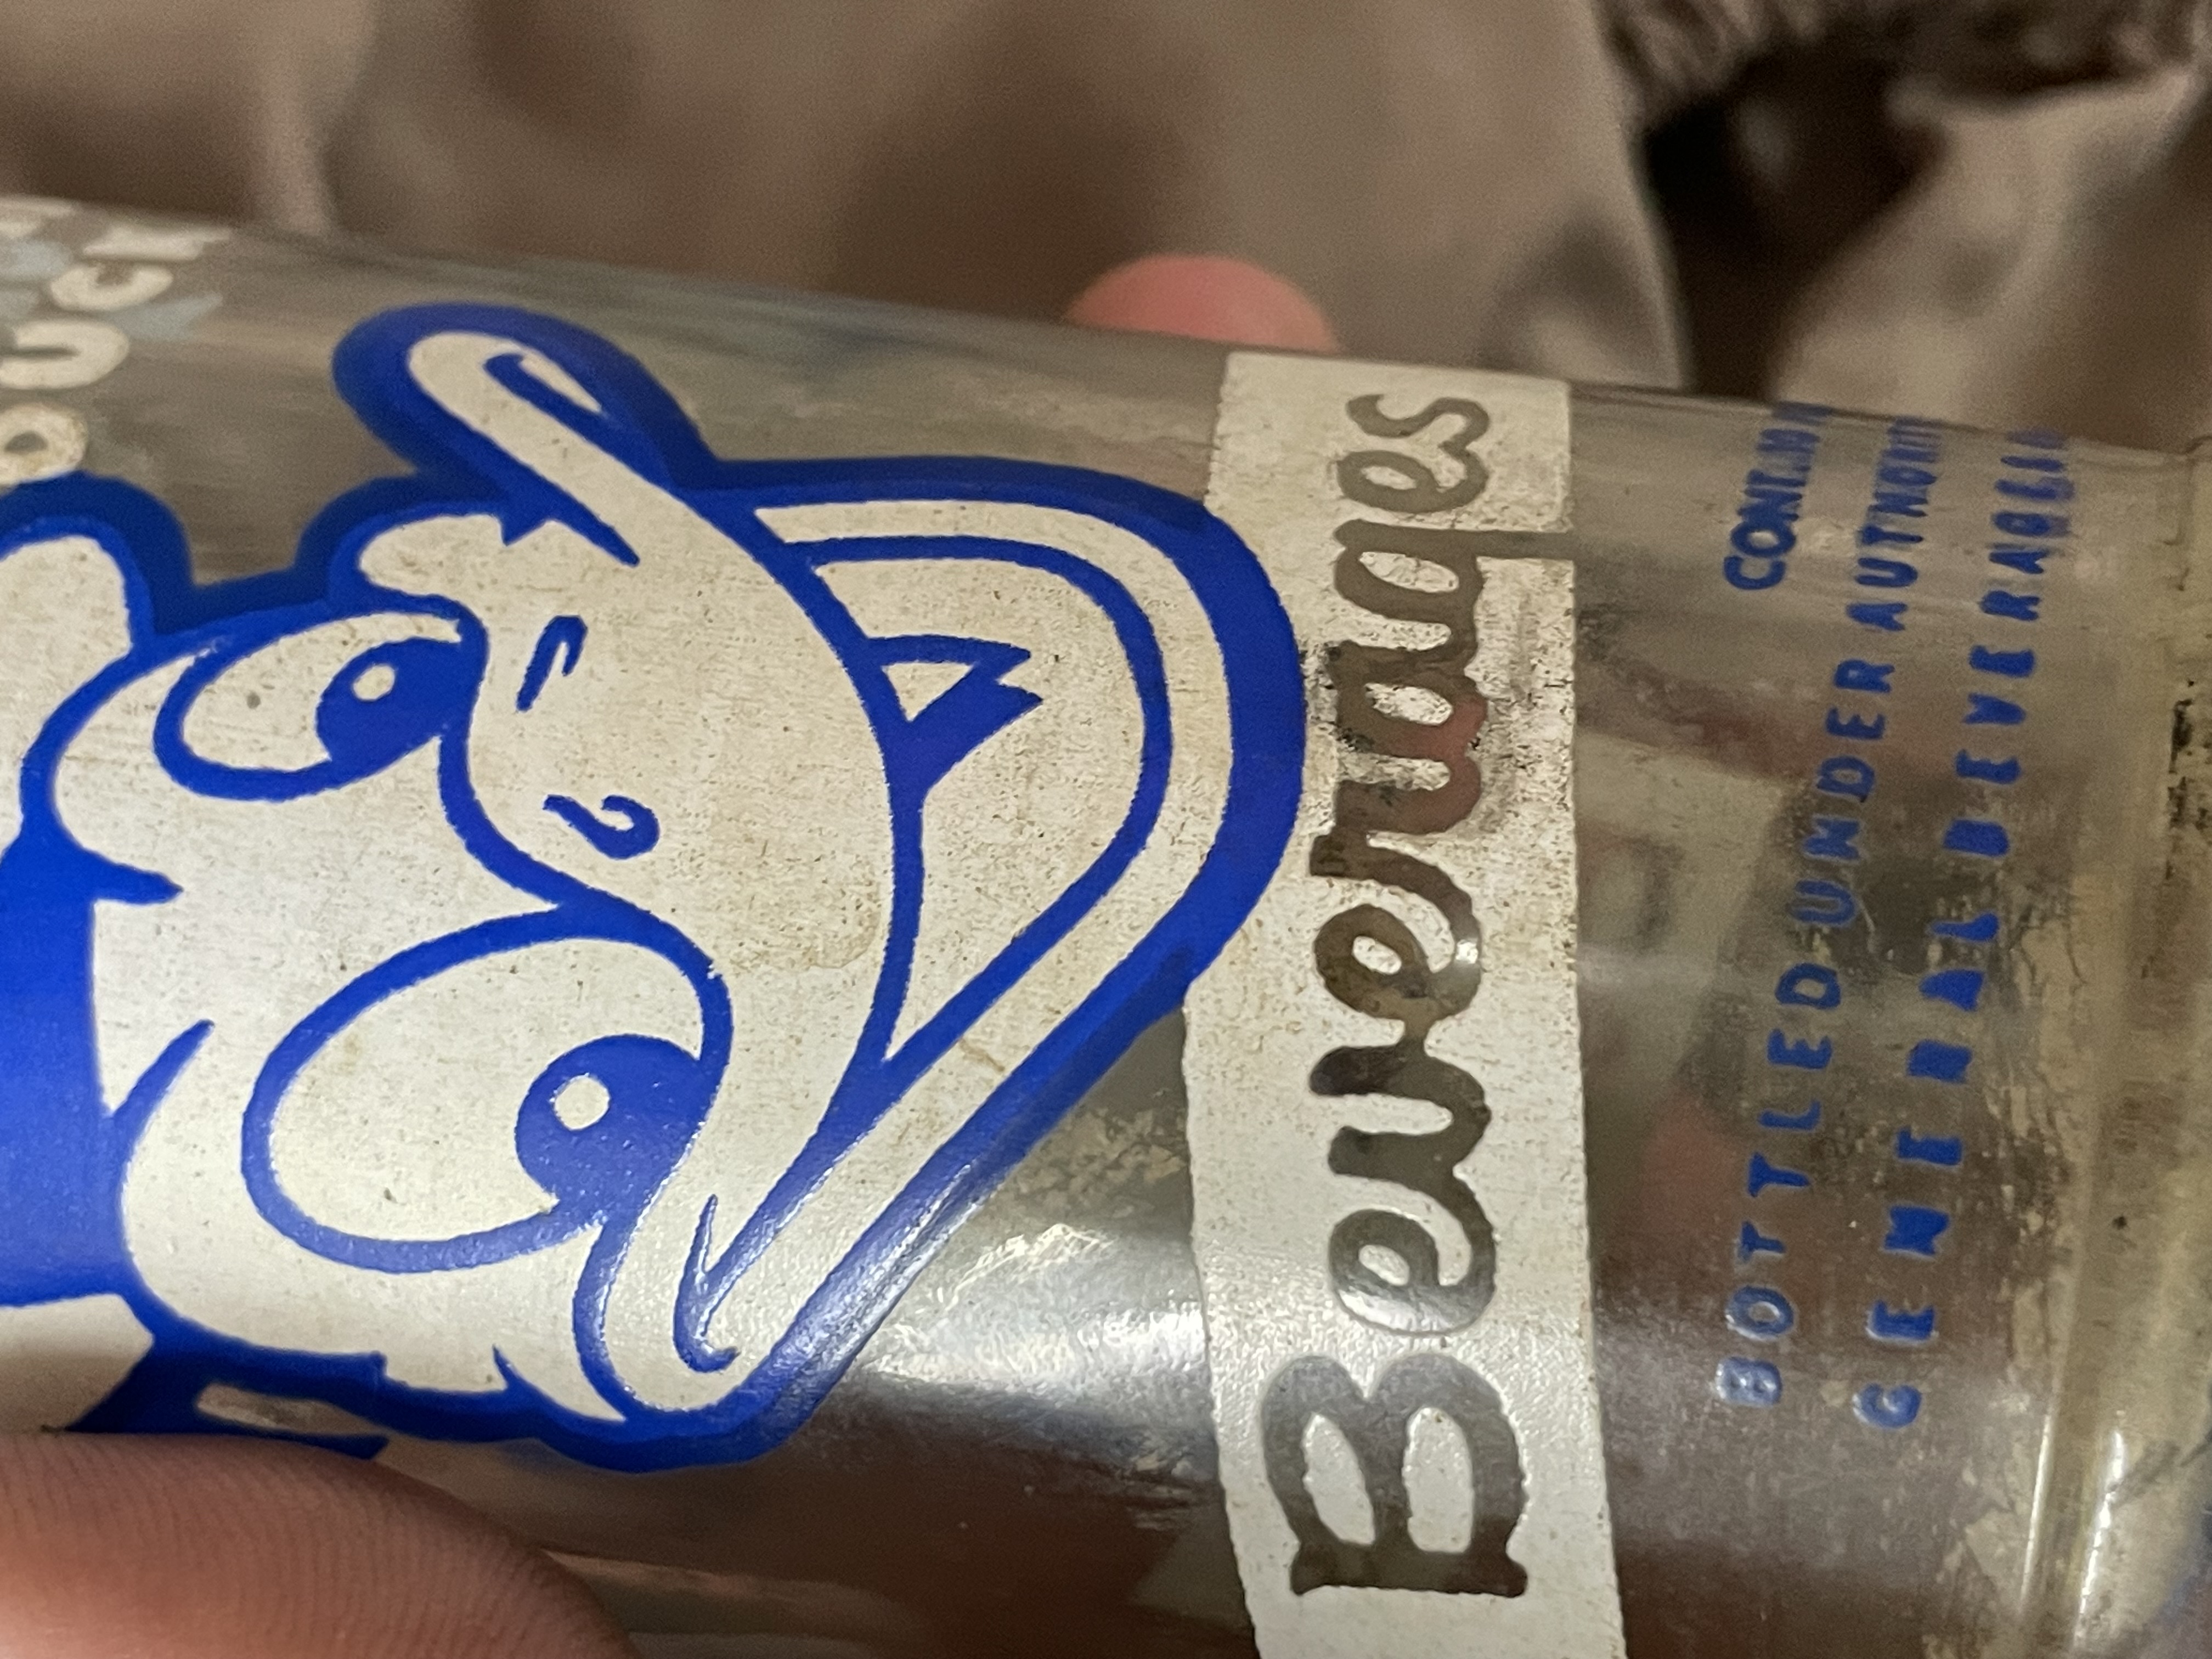 Beverages
BOTTLED UNDER AUTHORITY
GENERAL BEVERAGES